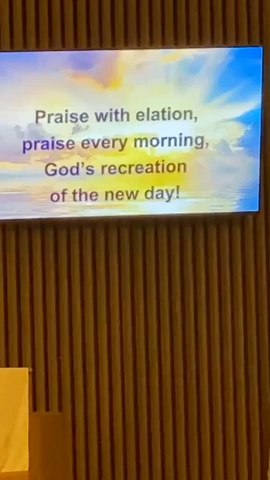 Praise with elation,
praise every morning,
God's recreation
of the new day!